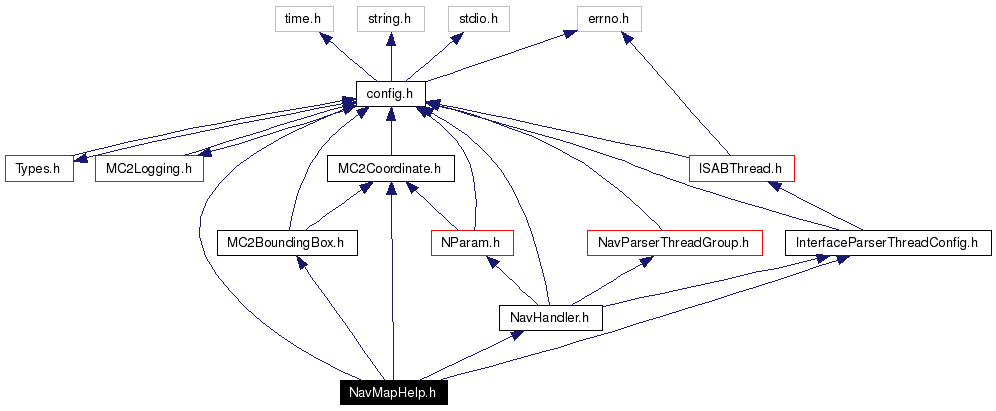 time.h
string.h
stdio.h
errno.h
config.h
Types.h
MC2Logging.h
MC2Coordinate.h
ISABThread.h
MC2BoundingBox.h
NParam.h
NavParserThreadGroup.h
InterfaceParserThreadConfig.h
NavHandler.h
NavMapHelp.h